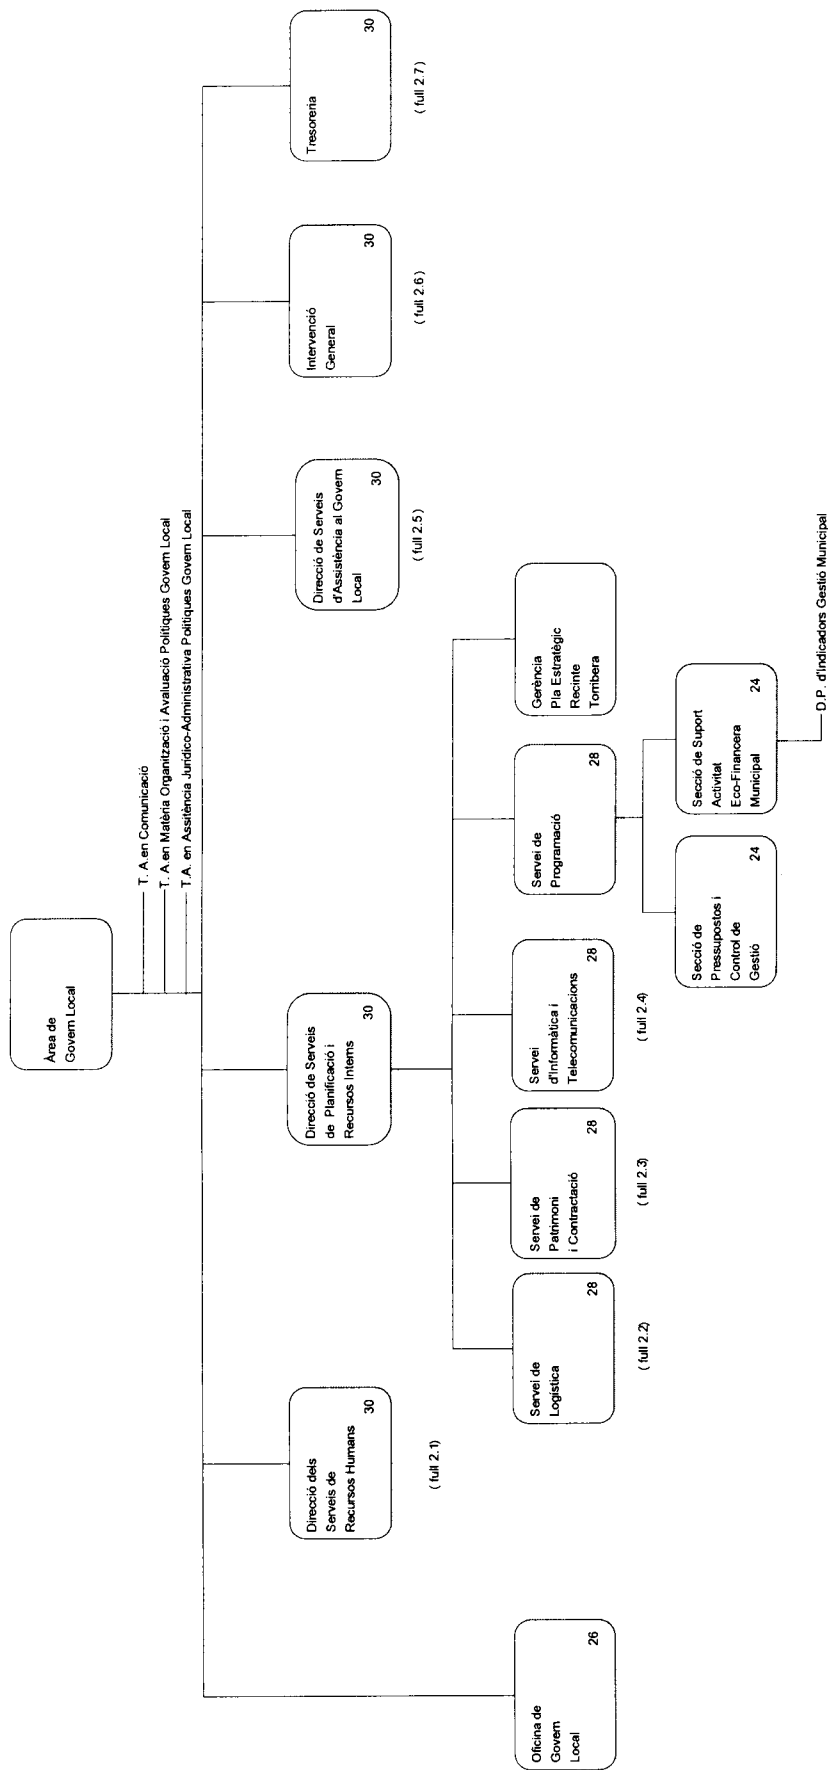 Àrea de
Govern Local
T. A.en Comunicació
T. A.en Matèria Organització i Avaluació Polítiques Govern Local
T.A. en Assitència Jurídico-Administrativa Polítiques Govern Local
Oficina de
Govern
Local
26
Direcció dels
Serveis de
Recursos Humans
30
( full 2.1)
Direcció de Serveis
de Planificació i
Recursos Interns
30
Direcció de Serveis
d'Assistència al Govern
Local
30
( full 2.5 )
Intervenció
General
30
( full 2.6 )
Tresoreria
30
( full 2.7 )
Servei de
Logística
28
( full 2.2)
Servei de
Patrimoni
i Contractació
28
( full 2.3)
Servei
d'Informàtica i
Telecomunicacions
28
( full 2.4)
Servei de
Programació
28
Gerència
Pla Estratègic
Recinte
Torribera
Secció de
Pressupostos i
Control de
Gestió
24
Secció de Suport
Activitat
Eco-Financera
Municipal
24
D.P. d'Indicadors Gestió Municipal